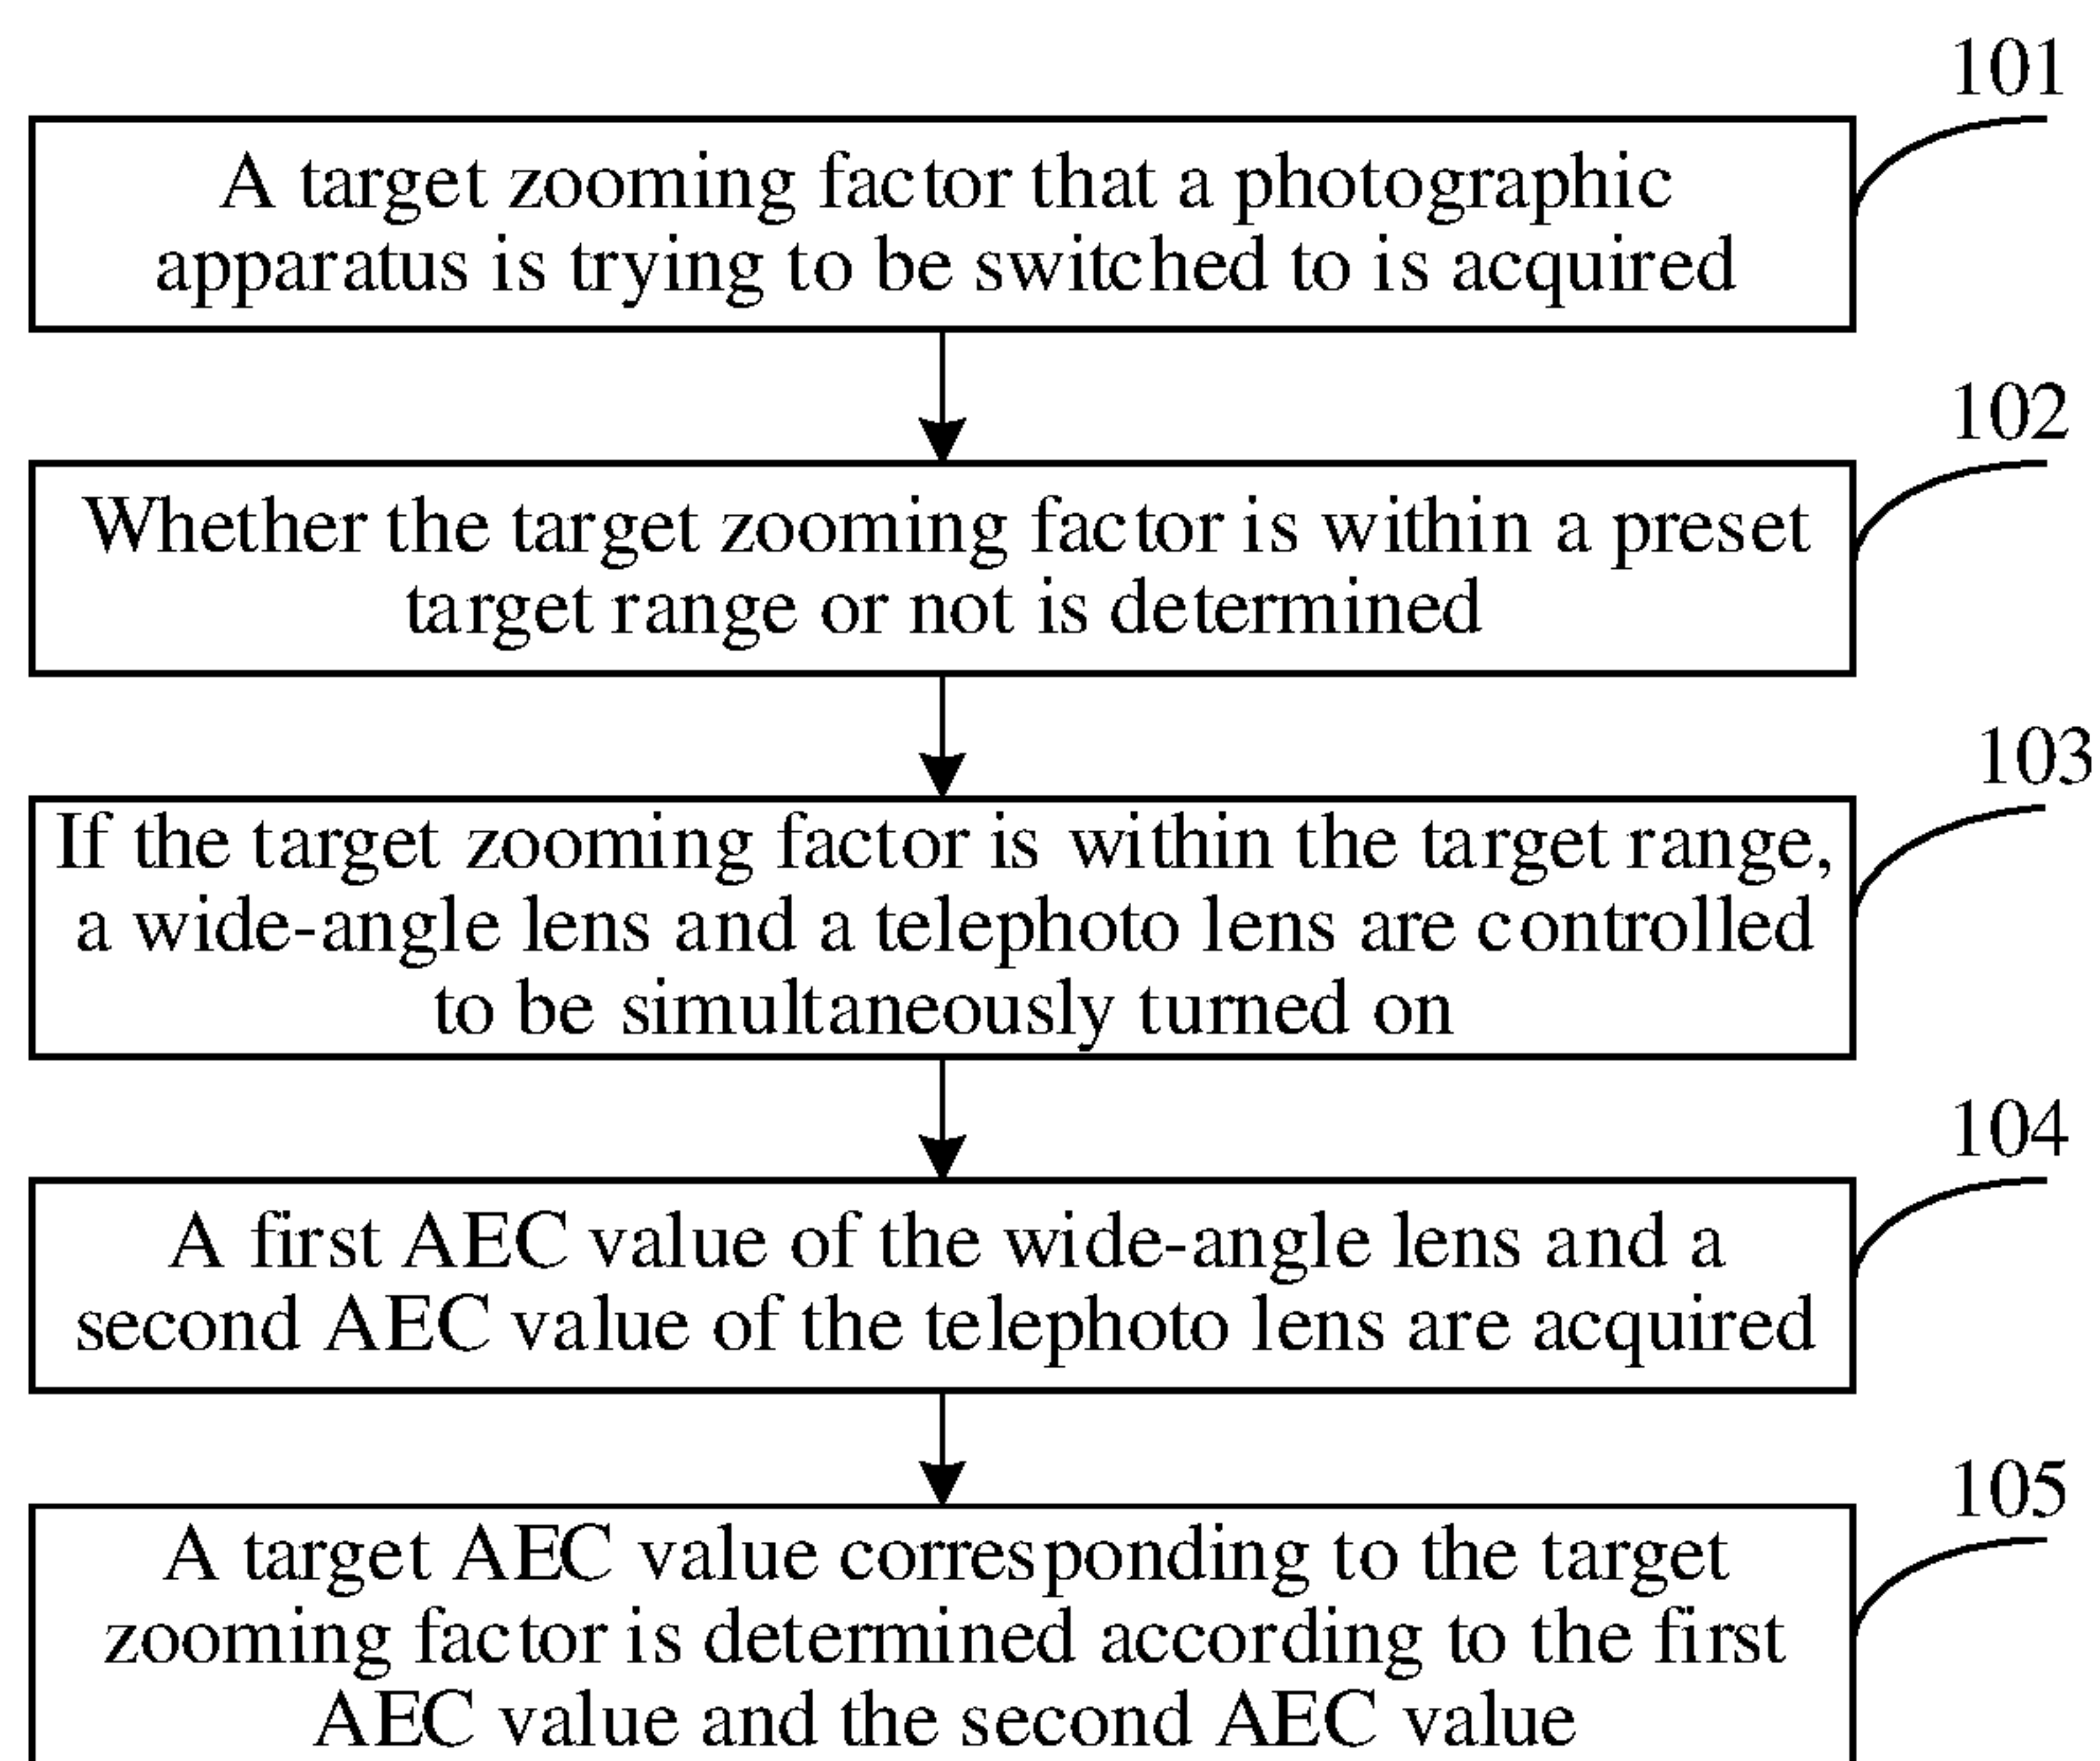 101
A target zooming factor that a photographic
apparatus is trying to be switched to is acquired
102
Whether the target zooming factor is within a preset
target range or not is determined
103
If the target zooming factor is within the target range,
a wide-angle lens and a telephoto lens are controlled
to be simultaneously turned on
104
A first AEC value of the wide-angle lens and a
second AEC value of the telephoto lens are acquired
105
A target AEC value corresponding to the target
zooming factor is determined according to the first
AEC value and the second AEC value